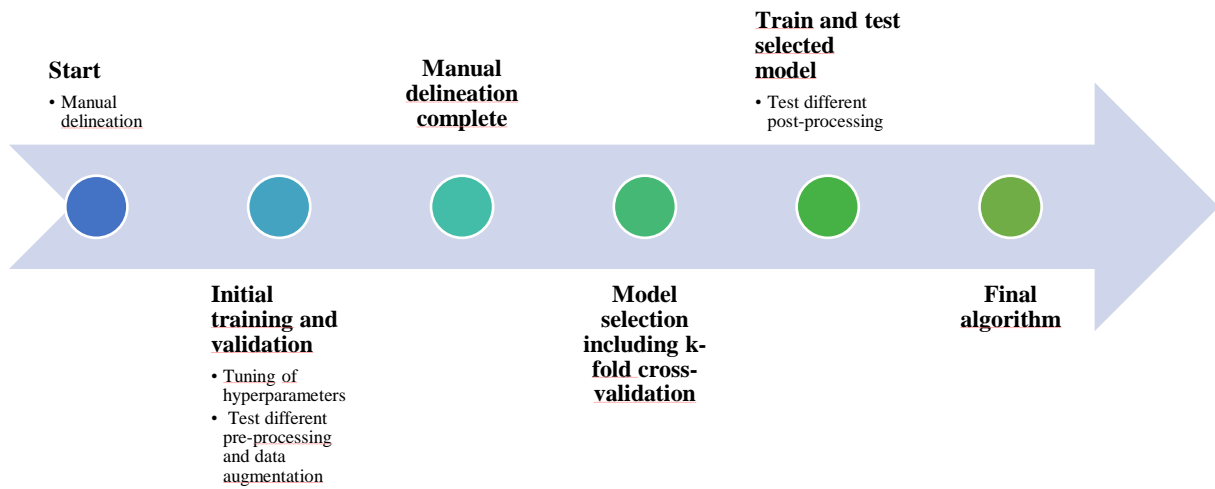 Start
• Manual
delineation
Initial
training and
validation
• Tuning of
hyperparameters
• Test different
pre-processing
and data
augmentation
Manual
delineation
complete
Model
selection
including k-
fold cross-
validation
Train and test
selected
model
• Test different
post-processing
Final
algorithm